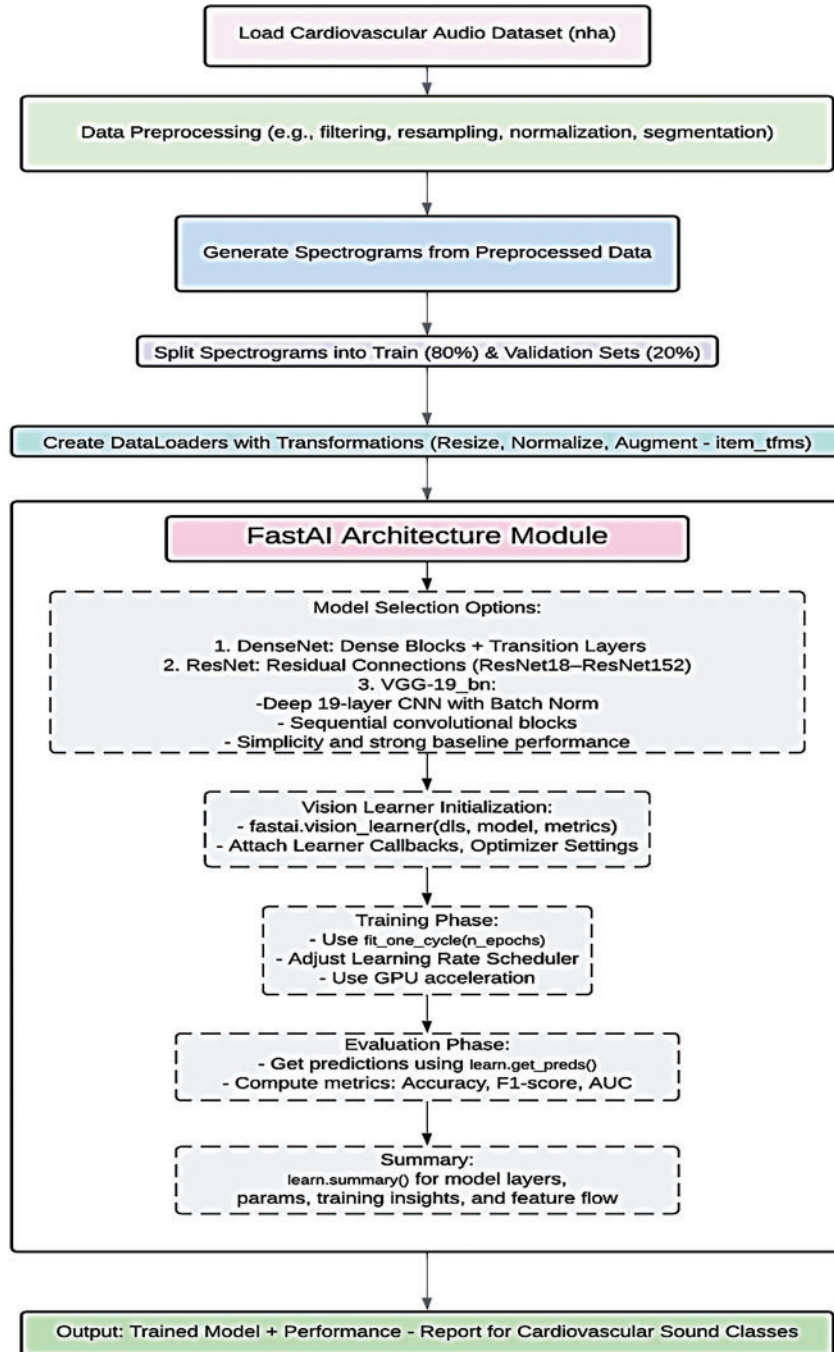 Load Cardiovascular Audio Dataset (nha)
Data Preprocessing (e.g., filtering, resampling, normalization, segmentation)
Generate Spectrograms from Preprocessed Data
Split Spectrograms into Train (80%) & Validation Sets (20%)
Create DataLoaders with Transformations (Resize, Normalize, Augment - item_tfms)
FastAI Architecture Module
Model Selection Options:
1. DenseNet: Dense Blocks + Transition Layers
2. ResNet: Residual Connections (ResNet18–ResNet152)
3. VGG-19_bn:
-Deep 19-layer CNN with Batch Norm
- Sequential convolutional blocks
- Simplicity and strong baseline performance
Vision Learner Initialization:
- fastai.vision_learner(dls, model, metrics)
- Attach Learner Callbacks, Optimizer Settings
Training Phase:
- Use fit_one_cycle(n_epochs)
- Adjust Learning Rate Scheduler
- Use GPU acceleration
Evaluation Phase:
- Get predictions using learn.get_preds()
- Compute metrics: Accuracy, F1-score, AUC
Summary:
learn.summary() for model layers,
params, training insights, and feature flow
Output: Trained Model + Performance - Report for Cardiovascular Sound Classes